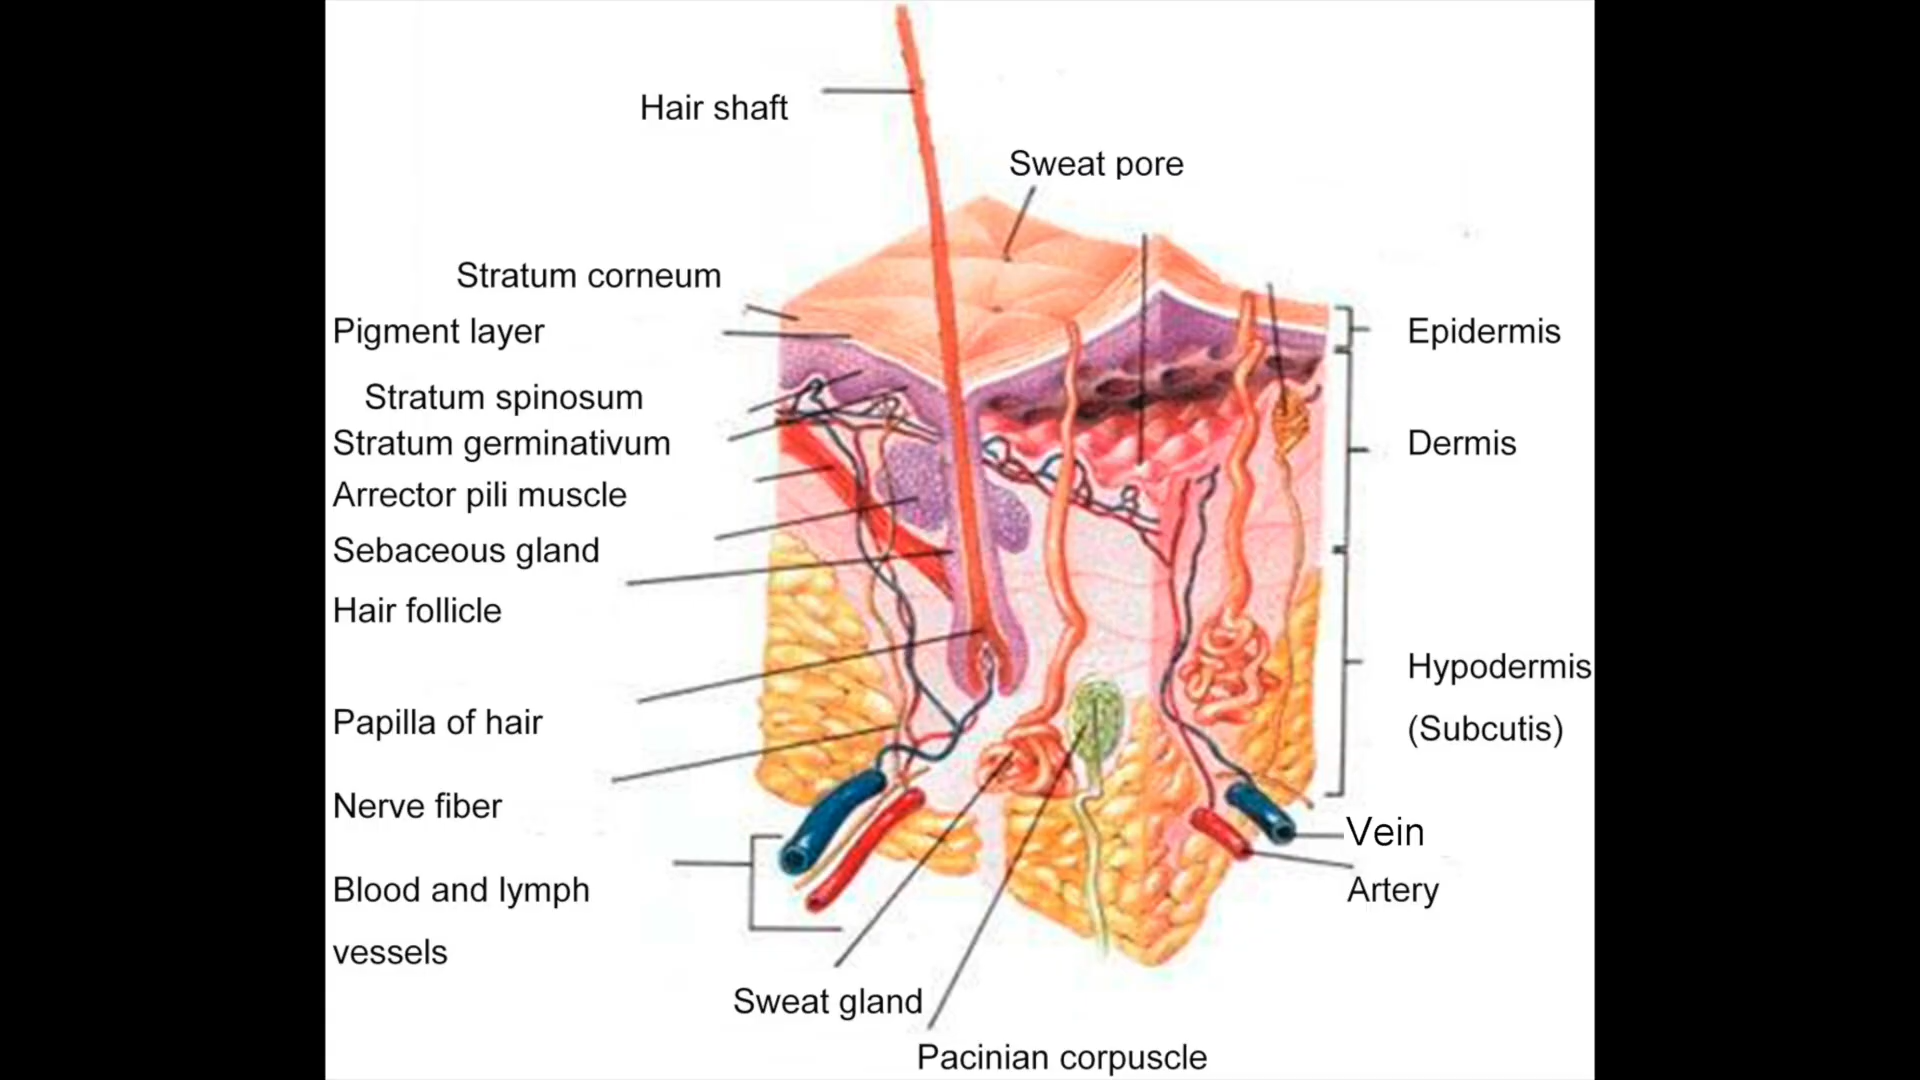 Hair shaft
Sweat pore
Stratum corneum
Pigment layer
Stratum spinosum
Stratum germinativum
Arrector pili muscle
Sebaceous gland
Hair follicle
Papilla of hair
Nerve fiber
Blood and lymph
vessels
Sweat gland
Pacinian corpuscle
Epidermis
Dermis
Hypodermis
(Subcutis)
Vein
Artery